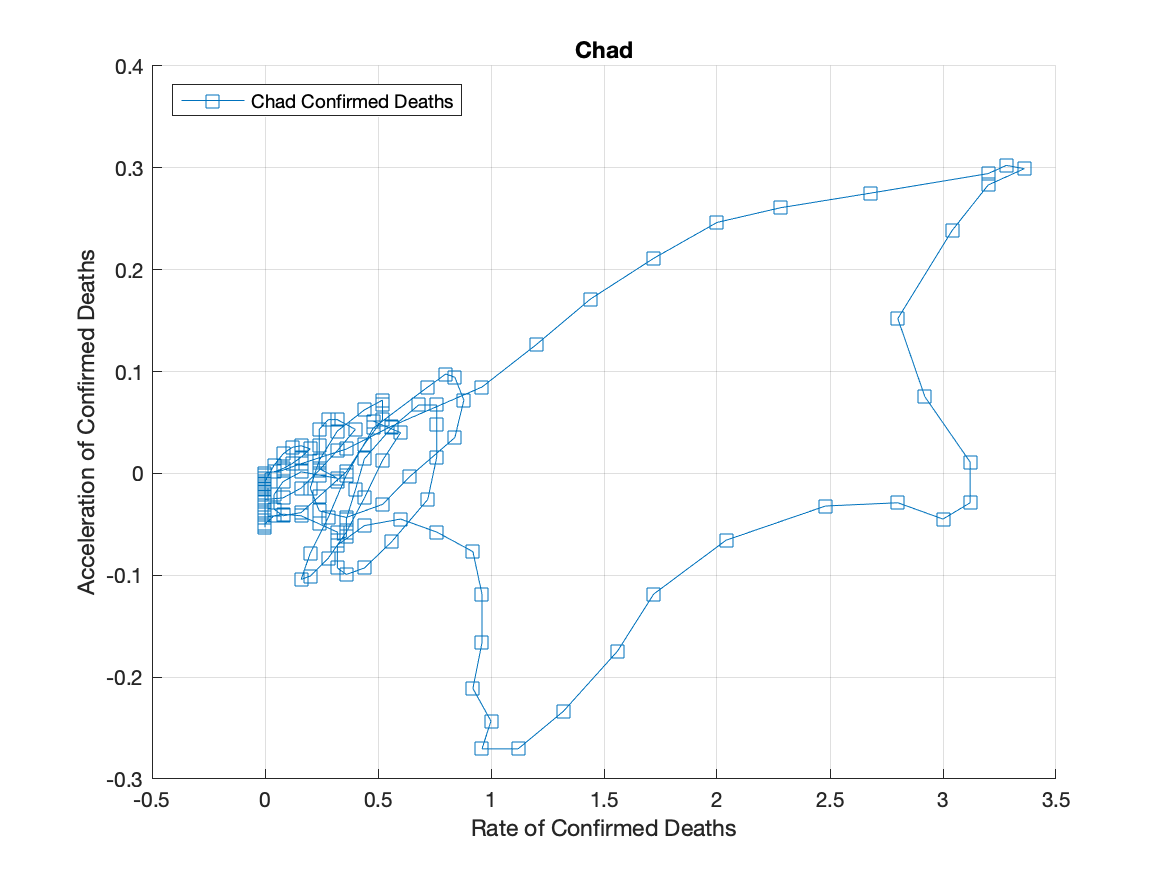 Chad
Chad Confirmed Deaths
0.4
0.3
0.2
0.1
0
-0.1
-0.2
-0.3
Acceleration of Confirmed Deaths
-0.5 0 0.5 1 1.5 2 2.5 3 3.5
Rate of Confirmed Deaths